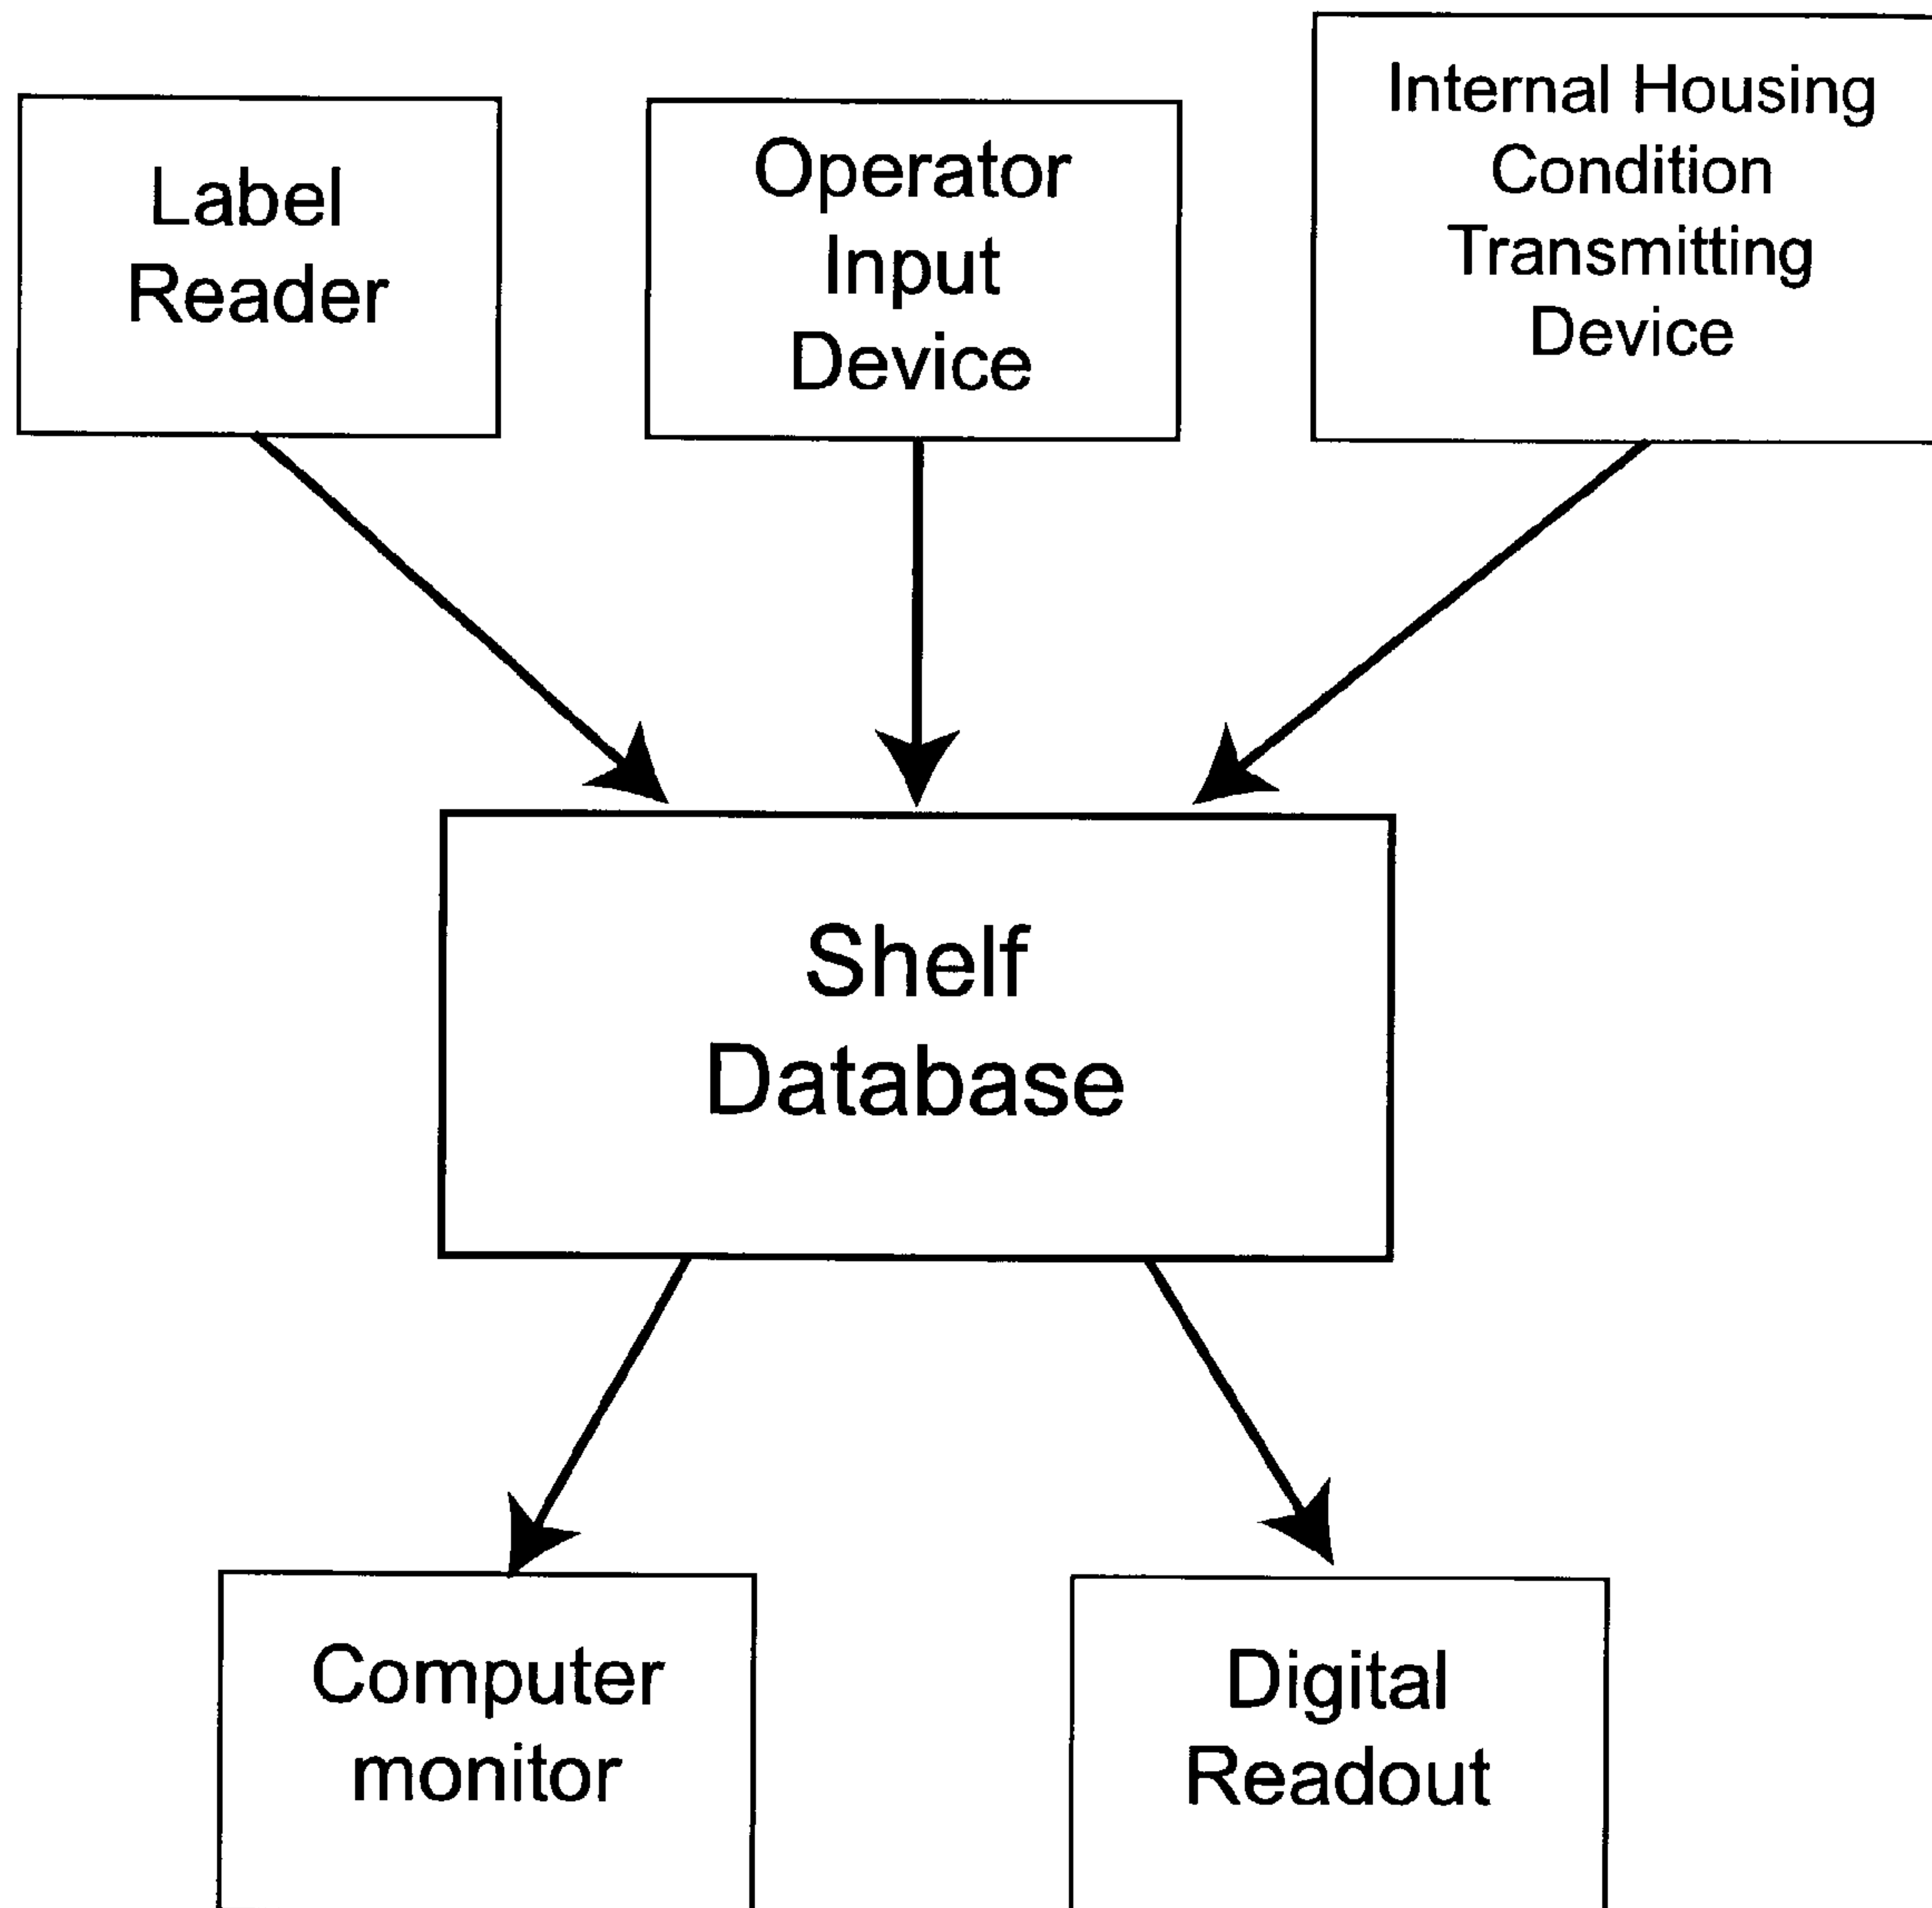 Label
Reader
Operator
Input
Device
Internal Housing
Condition
Transmitting
Device
Shelf
Database
Computer
monitor
Digital
Readout